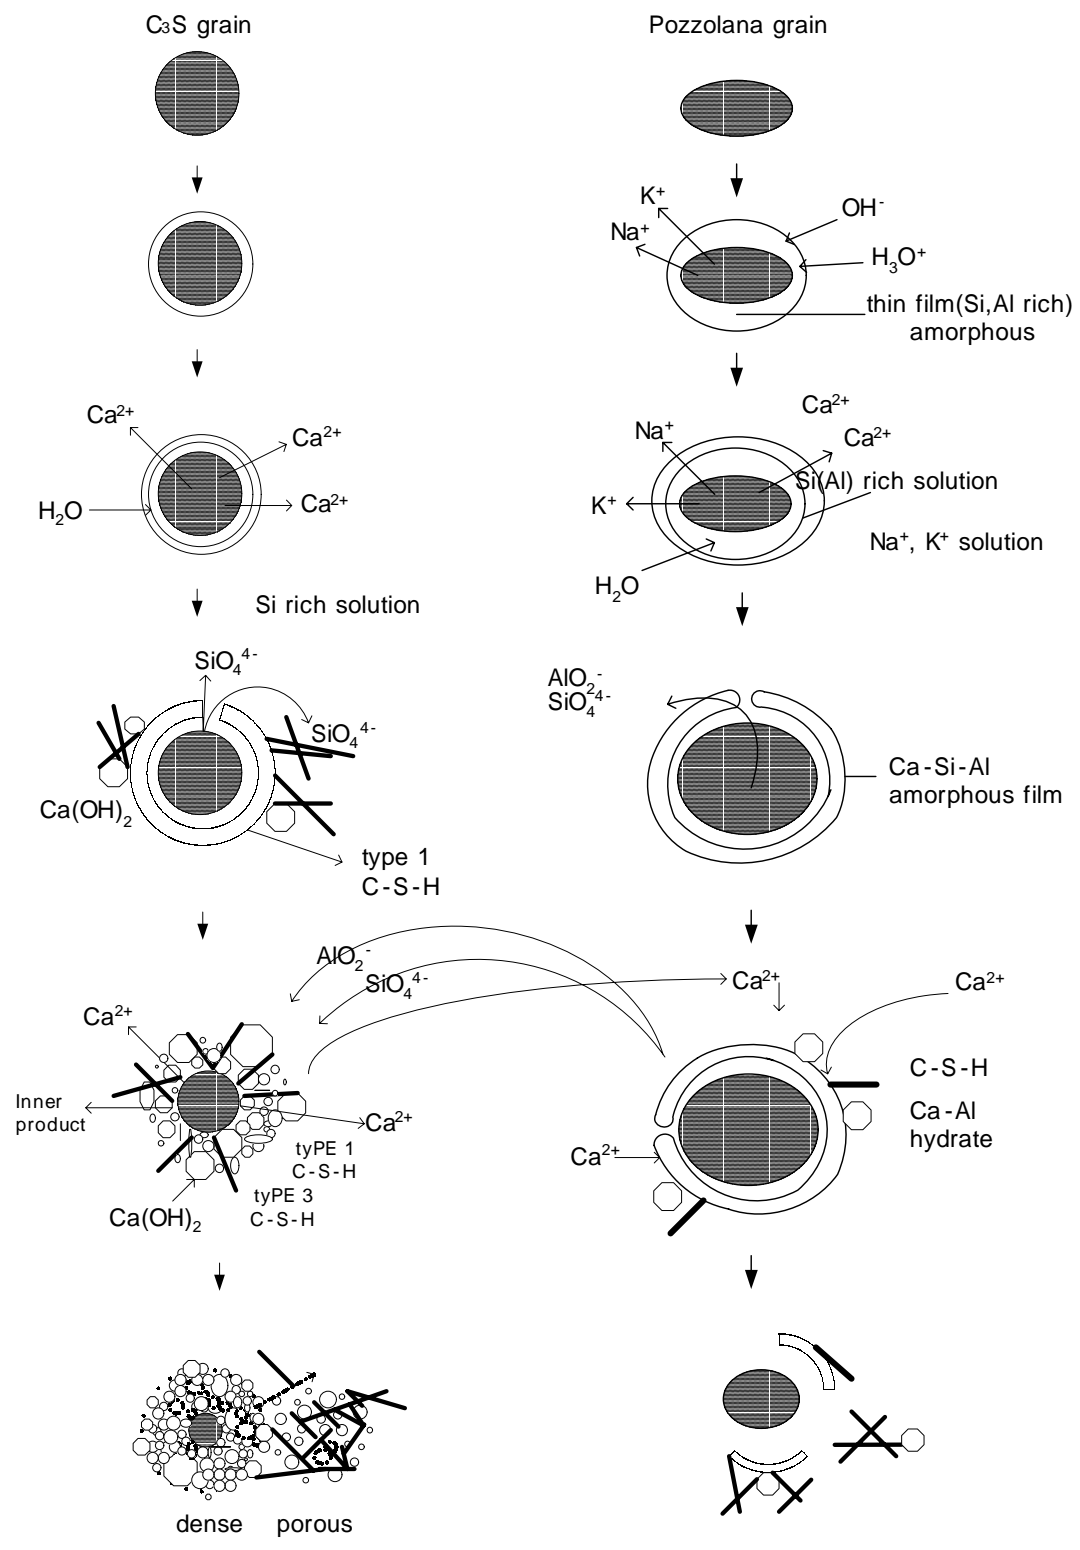 C₃S grain
Pozzolana grain
K⁺
OH⁻
Na⁺
H₃O⁺
thin film(Si,Al rich)
amorphous
Ca²⁺
Ca²⁺
Ca²⁺
H₂O
Ca²⁺
Na⁺
Ca²⁺
Si(Al) rich solution
K⁺
Na⁺, K⁺ solution
H₂O
Si rich solution
SiO₄⁴⁻
SiO₄⁴⁻
Ca(OH)₂
type 1
C-S-H
AlO₂⁻
SiO₄⁴⁻
Ca-Si-Al
amorphous film
AlO₂⁻
SiO₄⁴⁻
Ca²⁺
Ca²⁺
Ca²⁺
Inner
product
Ca²⁺
tyPE 1
C-S-H
tyPE 3
C-S-H
Ca(OH)₂
C-S-H
Ca-Al
hydrate
Ca²⁺
dense porous